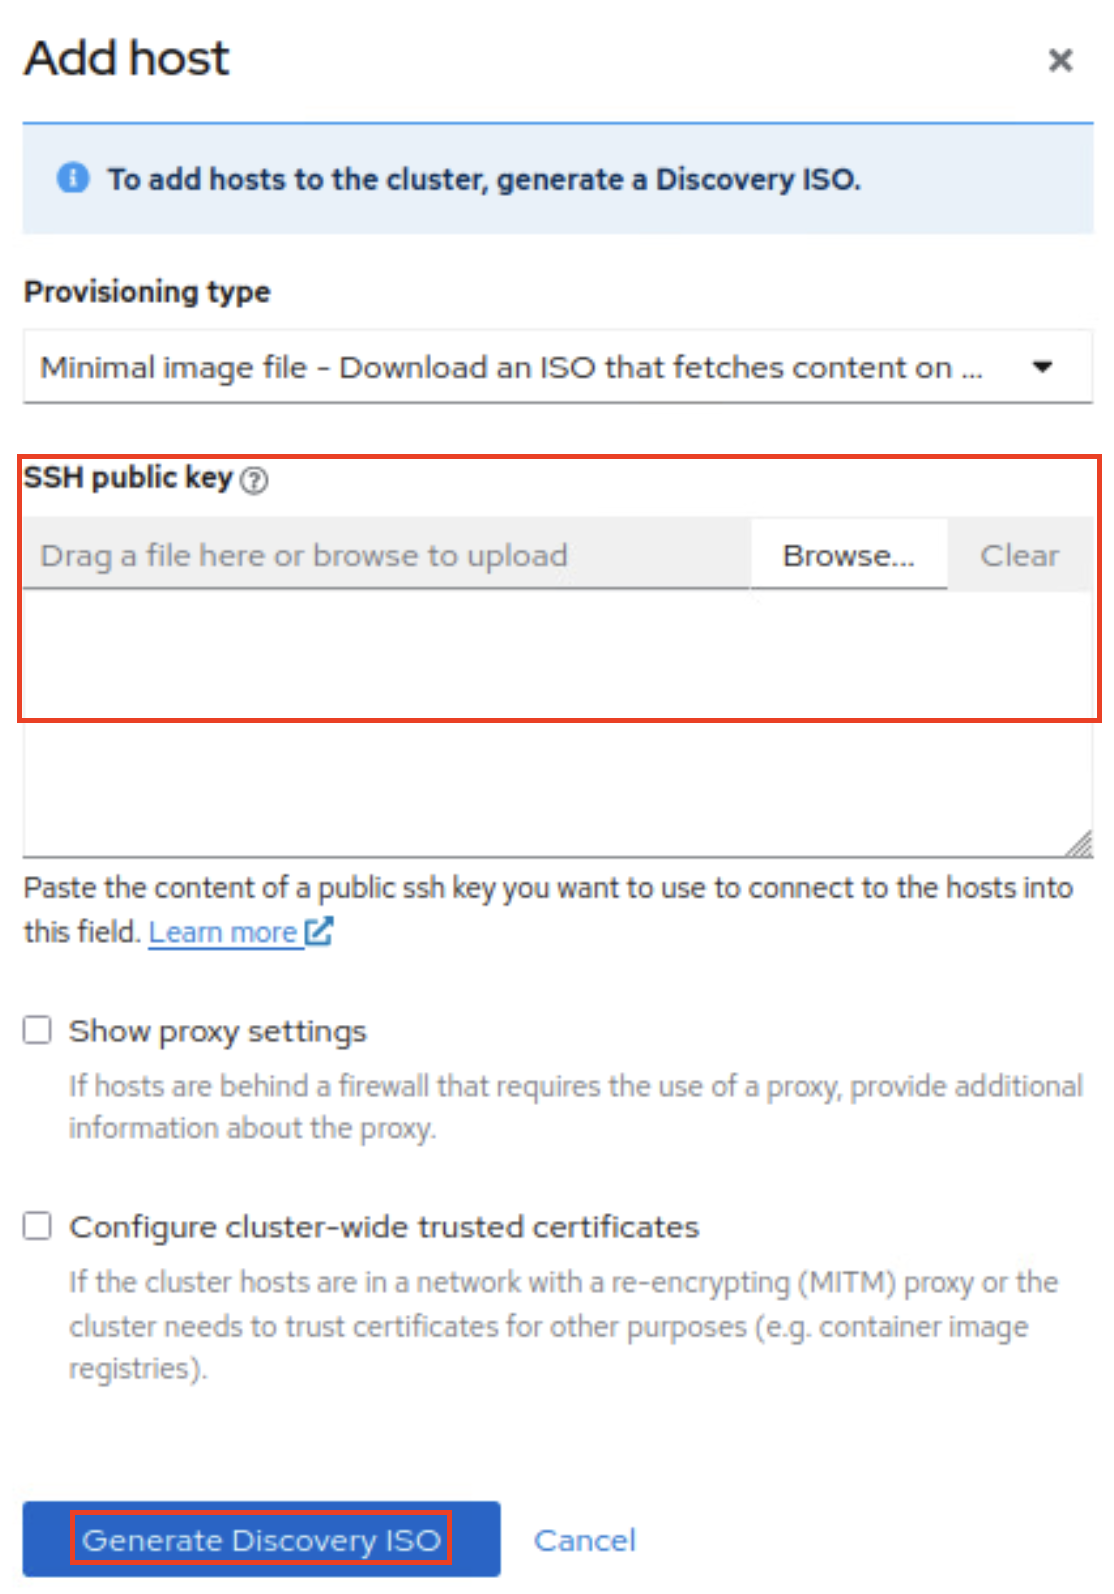 Add host
To add hosts to the cluster, generate a Discovery ISO.
Provisioning type
Minimal image file - Download an ISO that fetches content on ...
SSH public key
Drag a file here or browse to upload Browse... Clear
Paste the content of a public ssh key you want to use to connect to the hosts into
this field. Learn more
Show proxy settings
If hosts are behind a firewall that requires the use of a proxy, provide additional
information about the proxy.
Configure cluster-wide trusted certificates
If the cluster hosts are in a network with a re-encrypting (MITM) proxy or the
cluster needs to trust certificates for other purposes (e.g. container image
registries).
Generate Discovery ISO Cancel